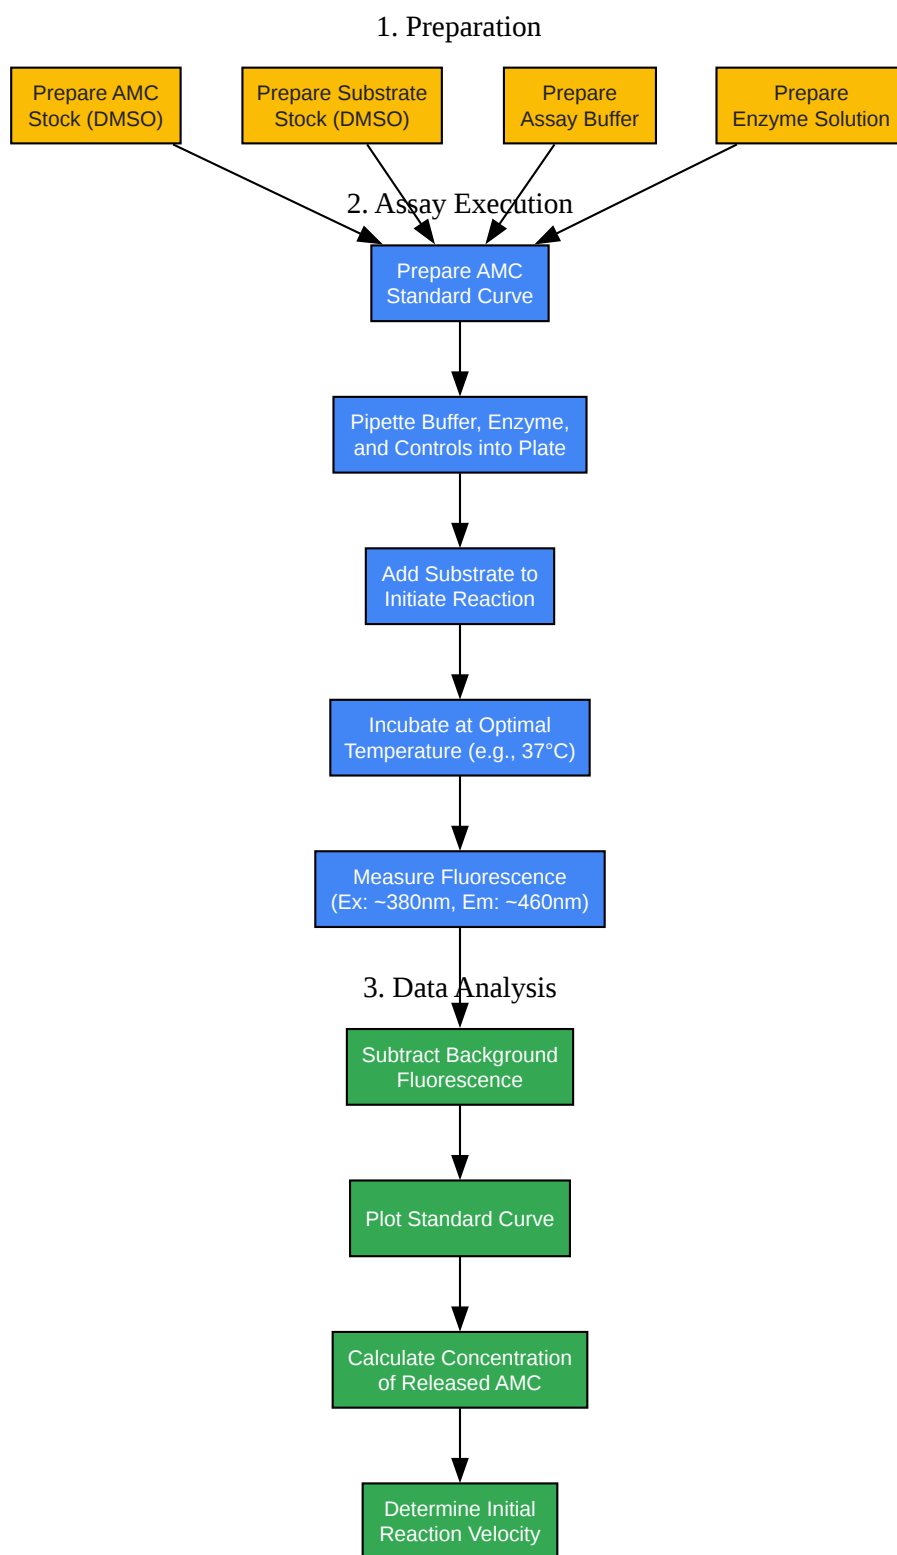 1. Preparation
Prepare AMC
Stock (DMSO)
Prepare Substrate
Stock (DMSO)
Prepare
Assay Buffer
Prepare
Enzyme Solution
2. Assay Execution
Prepare AMC
Standard Curve
Pipette Buffer, Enzyme,
and Controls into Plate
Add Substrate to
Initiate Reaction
Incubate at Optimal
Temperature (e.g., 37°C)
Measure Fluorescence
(Ex: ~380nm, Em: ~460nm)
3. Data Analysis
Subtract Background
Fluorescence
Plot Standard Curve
Calculate Concentration
of Released AMC
Determine Initial
Reaction Velocity